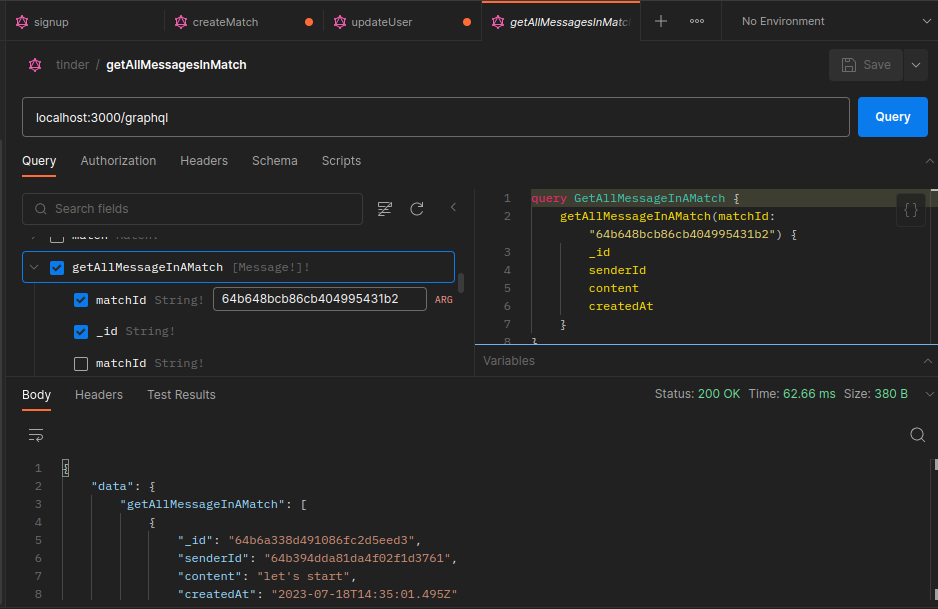 signup createMatch updateUser getAllMessagesInMatc No Environment
tinder / getAllMessagesInMatch Save
localhost:3000/graphql Query
Query Authorization Headers Schema Scripts
Search fields
match Match!
getAllMessageInAMatch [Message!]!
matchId String! 64b648bcb86cb404995431b2 ARG
_id String!
matchId String!
1 query GetAllMessageInAMatch {
2 getAllMessageInAMatch(matchId:
"64b648bcb86cb404995431b2") {
3 _id
4 senderId
5 content
6 createdAt
7 }
8 }
{}
Variables
Body Headers Test Results Status: 200 OK Time: 62.66 ms Size: 380 B
1 {
2 "data": {
3 "getAllMessageInAMatch": [
4 {
5 "_id": "64b6a338d491086fc2d5eed3",
6 "senderId": "64b394dda81da4f02f1d3761",
7 "content": "let's start",
8 "createdAt": "2023-07-18T14:35:01.495Z"